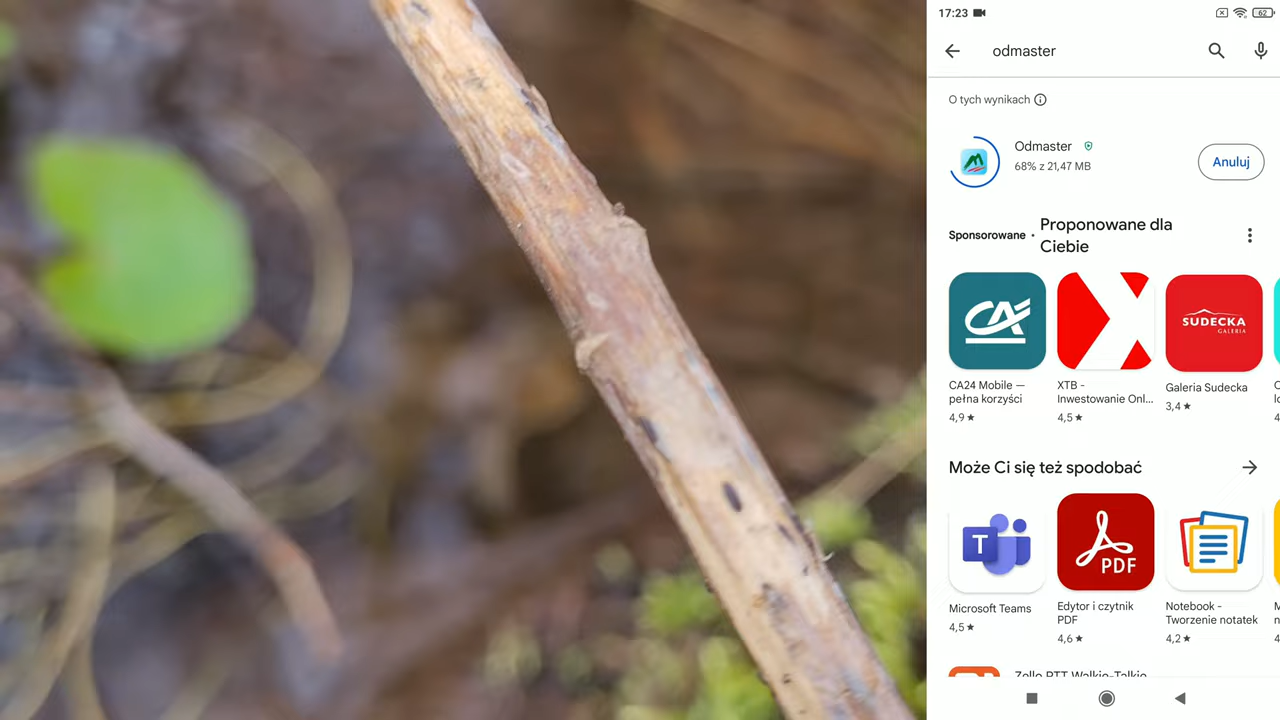 17:23
62
odmaster
O tych wynikach
Odmaster
68% z 21,47 MB
Anuluj
Sponsorowane •
Proponowane dla
Ciebie
CA
SUDECKA
GALERIA
CA24 Mobile —
pełna korzyści
4,9 ★
XTB -
Inwestowanie Onl...
4,5 ★
Galeria Sudecka
3,4 ★
4
Może Ci się też spodobać
T
PDF
Microsoft Teams
4,5 ★
Edytor i czytnik
PDF
4,6 ★
Notebook -
Tworzenie notatek
4,2 ★
4
Zello PTT Walkie-Talkie